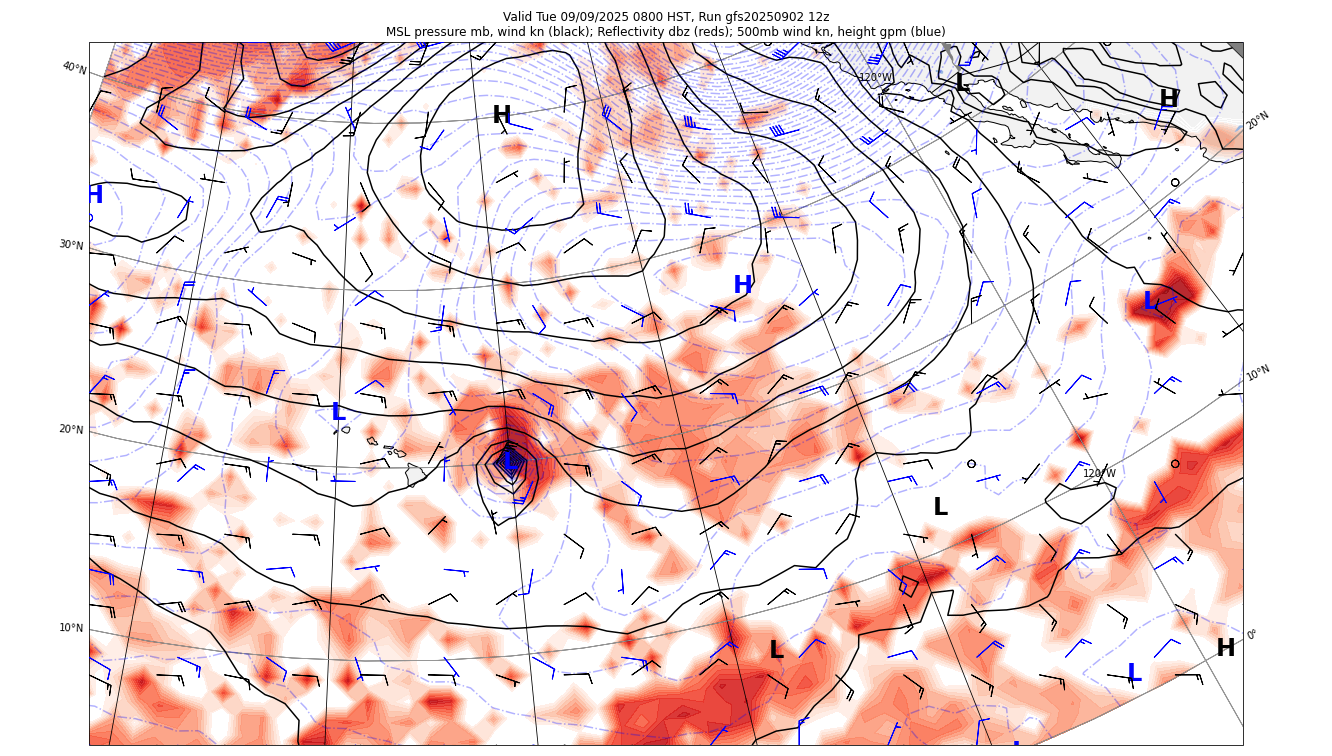 Valid Tue 09/09/2025 0800 HST, Run gfs20250902 12z
MSL pressure mb, wind kn (black); Reflectivity dbz (reds); 500mb wind kn, height gpm (blue)
40°N
120°W
L
H
H
20°N
H
30°N
H
L
10°N
L
20°N
L
120°W
L
10°N
0°
L
H
L
L